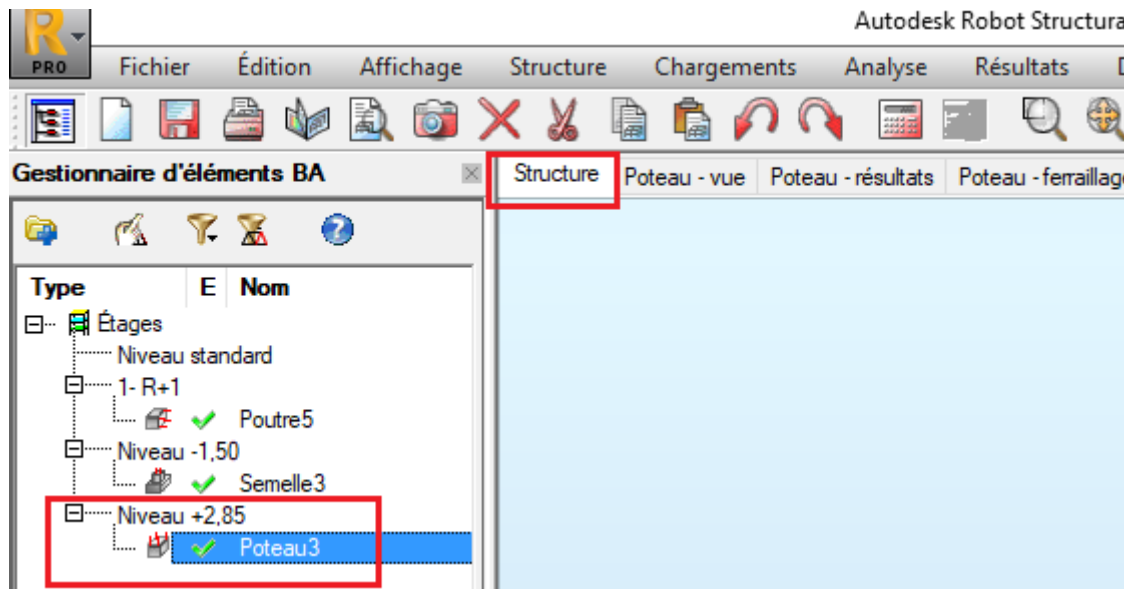 Autodesk Robot Structura
PRO Fichier Édition Affichage Structure Chargements Analyse Résultats
Gestionnaire d'éléments BA
Structure Poteau - vue Poteau - résultats Poteau - ferraillag
Type E Nom
Étages
Niveau standard
1- R+1
Poutre5
Niveau -1,50
Semelle3
Niveau +2,85
Poteau3